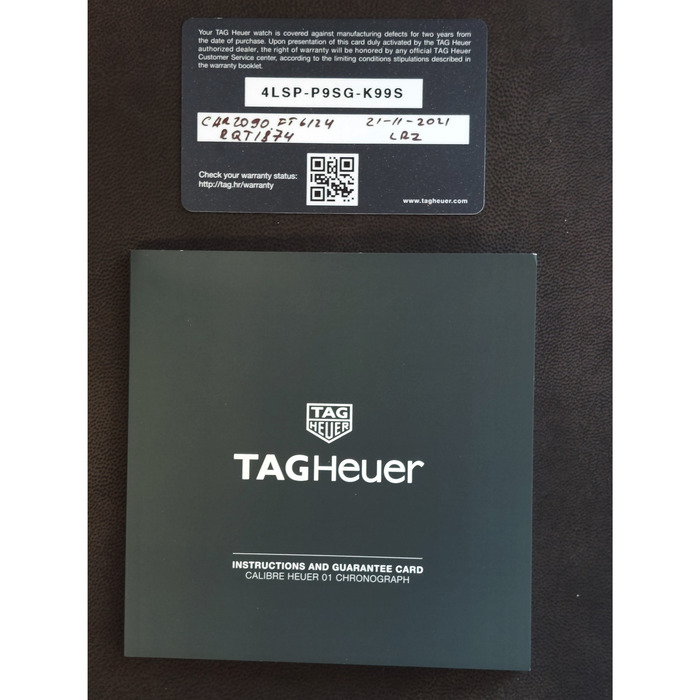 Your TAG Heuer watch is covered against manufacturing defects for two years from
the date of purchase. Upon presentation of this card duly activated by the TAG Heuer
authorized dealer, the right of warranty will be honored by any official TAG Heuer
Customer Service center, according to the limiting conditions stipulations described in
the warranty booklet.
4LSP-P9SG-K99S
CAR2090 FT6124 21-11-2021
RQT1874 LRZ
Check your warranty status:
http://tag.hr/warranty
www.tagheuer.com
TAG
HEUER
TAGHeuer
INSTRUCTIONS AND GUARANTEE CARD
CALIBRE HEUER 01 CHRONOGRAPH